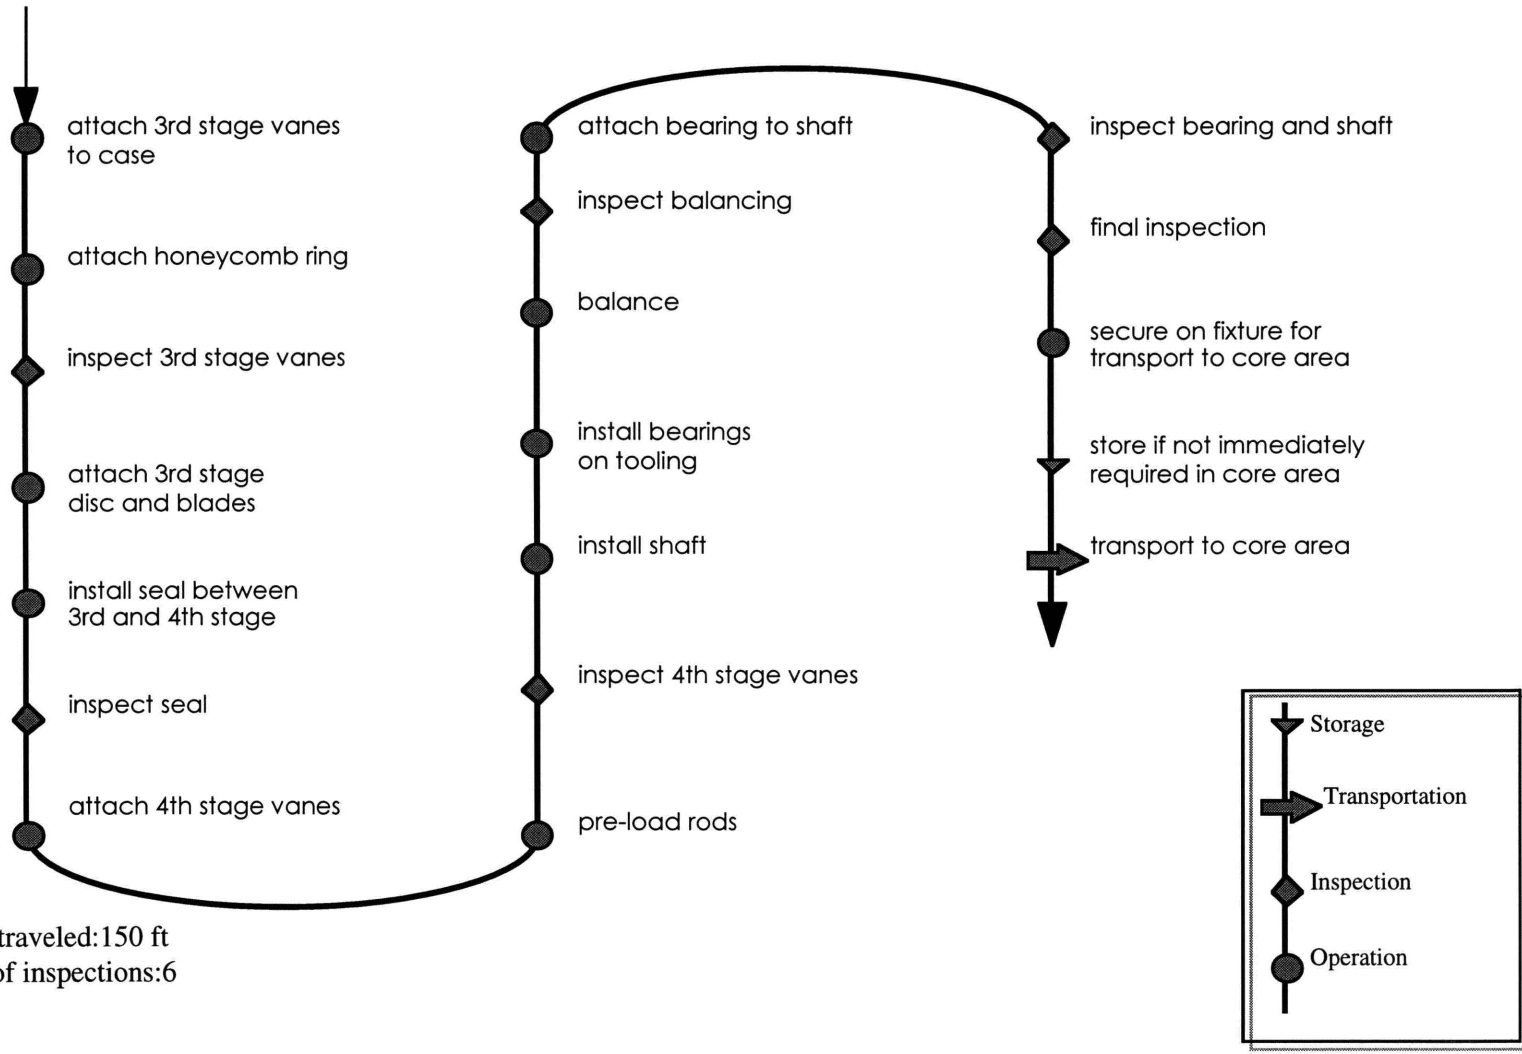 attach 3rd stage vanes
to case
attach honeycomb ring
inspect 3rd stage vanes
attach 3rd stage
disc and blades
install seal between
3rd and 4th stage
inspect seal
attach 4th stage vanes
attach bearing to shaft
inspect balancing
balance
install bearings
on tooling
install shaft
inspect 4th stage vanes
pre-load rods
inspect bearing and shaft
final inspection
secure on fixture for
transport to core area
store if not immediately
required in core area
transport to core area
Storage
Transportation
Inspection
Operation
traveled:150 ft
of inspections:6